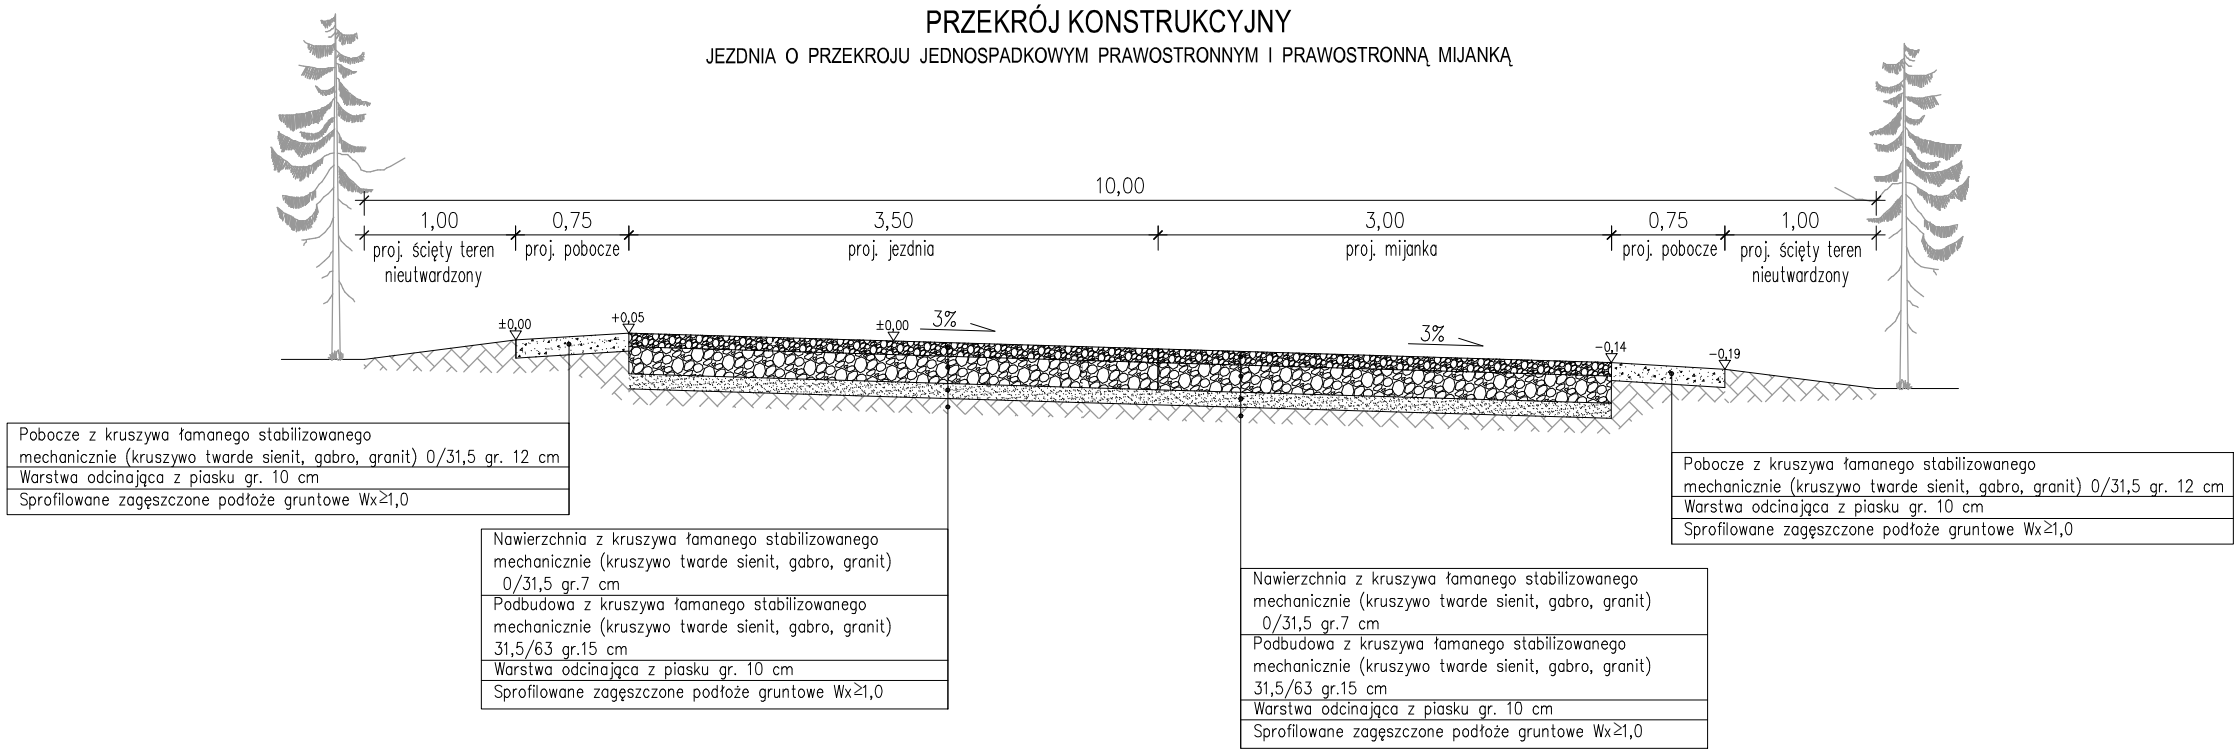 PRZEKRÓJ KONSTRUKCYJNY
JEZDNIA O PRZEKROJU JEDNOSPADKOWYM PRAWOSTRONNYM I PRAWOSTRONNĄ MIJANKĄ
10,00
1,00 0,75 3,50 3,00 0,75 1,00
proj. ścięty teren
nieutwardzony
proj. pobocze
proj. jezdnia
proj. mijanka
proj. pobocze
proj. ścięty teren
nieutwardzony
±0,00
+0,05
±0,00
3%
3%
-0,14
-0,19
Pobocze z kruszywa łamanego stabilizowanego
mechanicznie (kruszywo twarde sienit, gabro, granit) 0/31,5 gr. 12 cm
Warstwa odcinająca z piasku gr. 10 cm
Sprofilowane zagęszczone podłoże gruntowe Wx≥1,0
Nawierzchnia z kruszywa łamanego stabilizowanego
mechanicznie (kruszywo twarde sienit, gabro, granit)
0/31,5 gr.7 cm
Podbudowa z kruszywa łamanego stabilizowanego
mechanicznie (kruszywo twarde sienit, gabro, granit)
31,5/63 gr.15 cm
Warstwa odcinająca z piasku gr. 10 cm
Sprofilowane zagęszczone podłoże gruntowe Wx≥1,0
Nawierzchnia z kruszywa łamanego stabilizowanego
mechanicznie (kruszywo twarde sienit, gabro, granit)
0/31,5 gr.7 cm
Podbudowa z kruszywa łamanego stabilizowanego
mechanicznie (kruszywo twarde sienit, gabro, granit)
31,5/63 gr.15 cm
Warstwa odcinająca z piasku gr. 10 cm
Sprofilowane zagęszczone podłoże gruntowe Wx≥1,0
Pobocze z kruszywa łamanego stabilizowanego
mechanicznie (kruszywo twarde sienit, gabro, granit) 0/31,5 gr. 12 cm
Warstwa odcinająca z piasku gr. 10 cm
Sprofilowane zagęszczone podłoże gruntowe Wx≥1,0